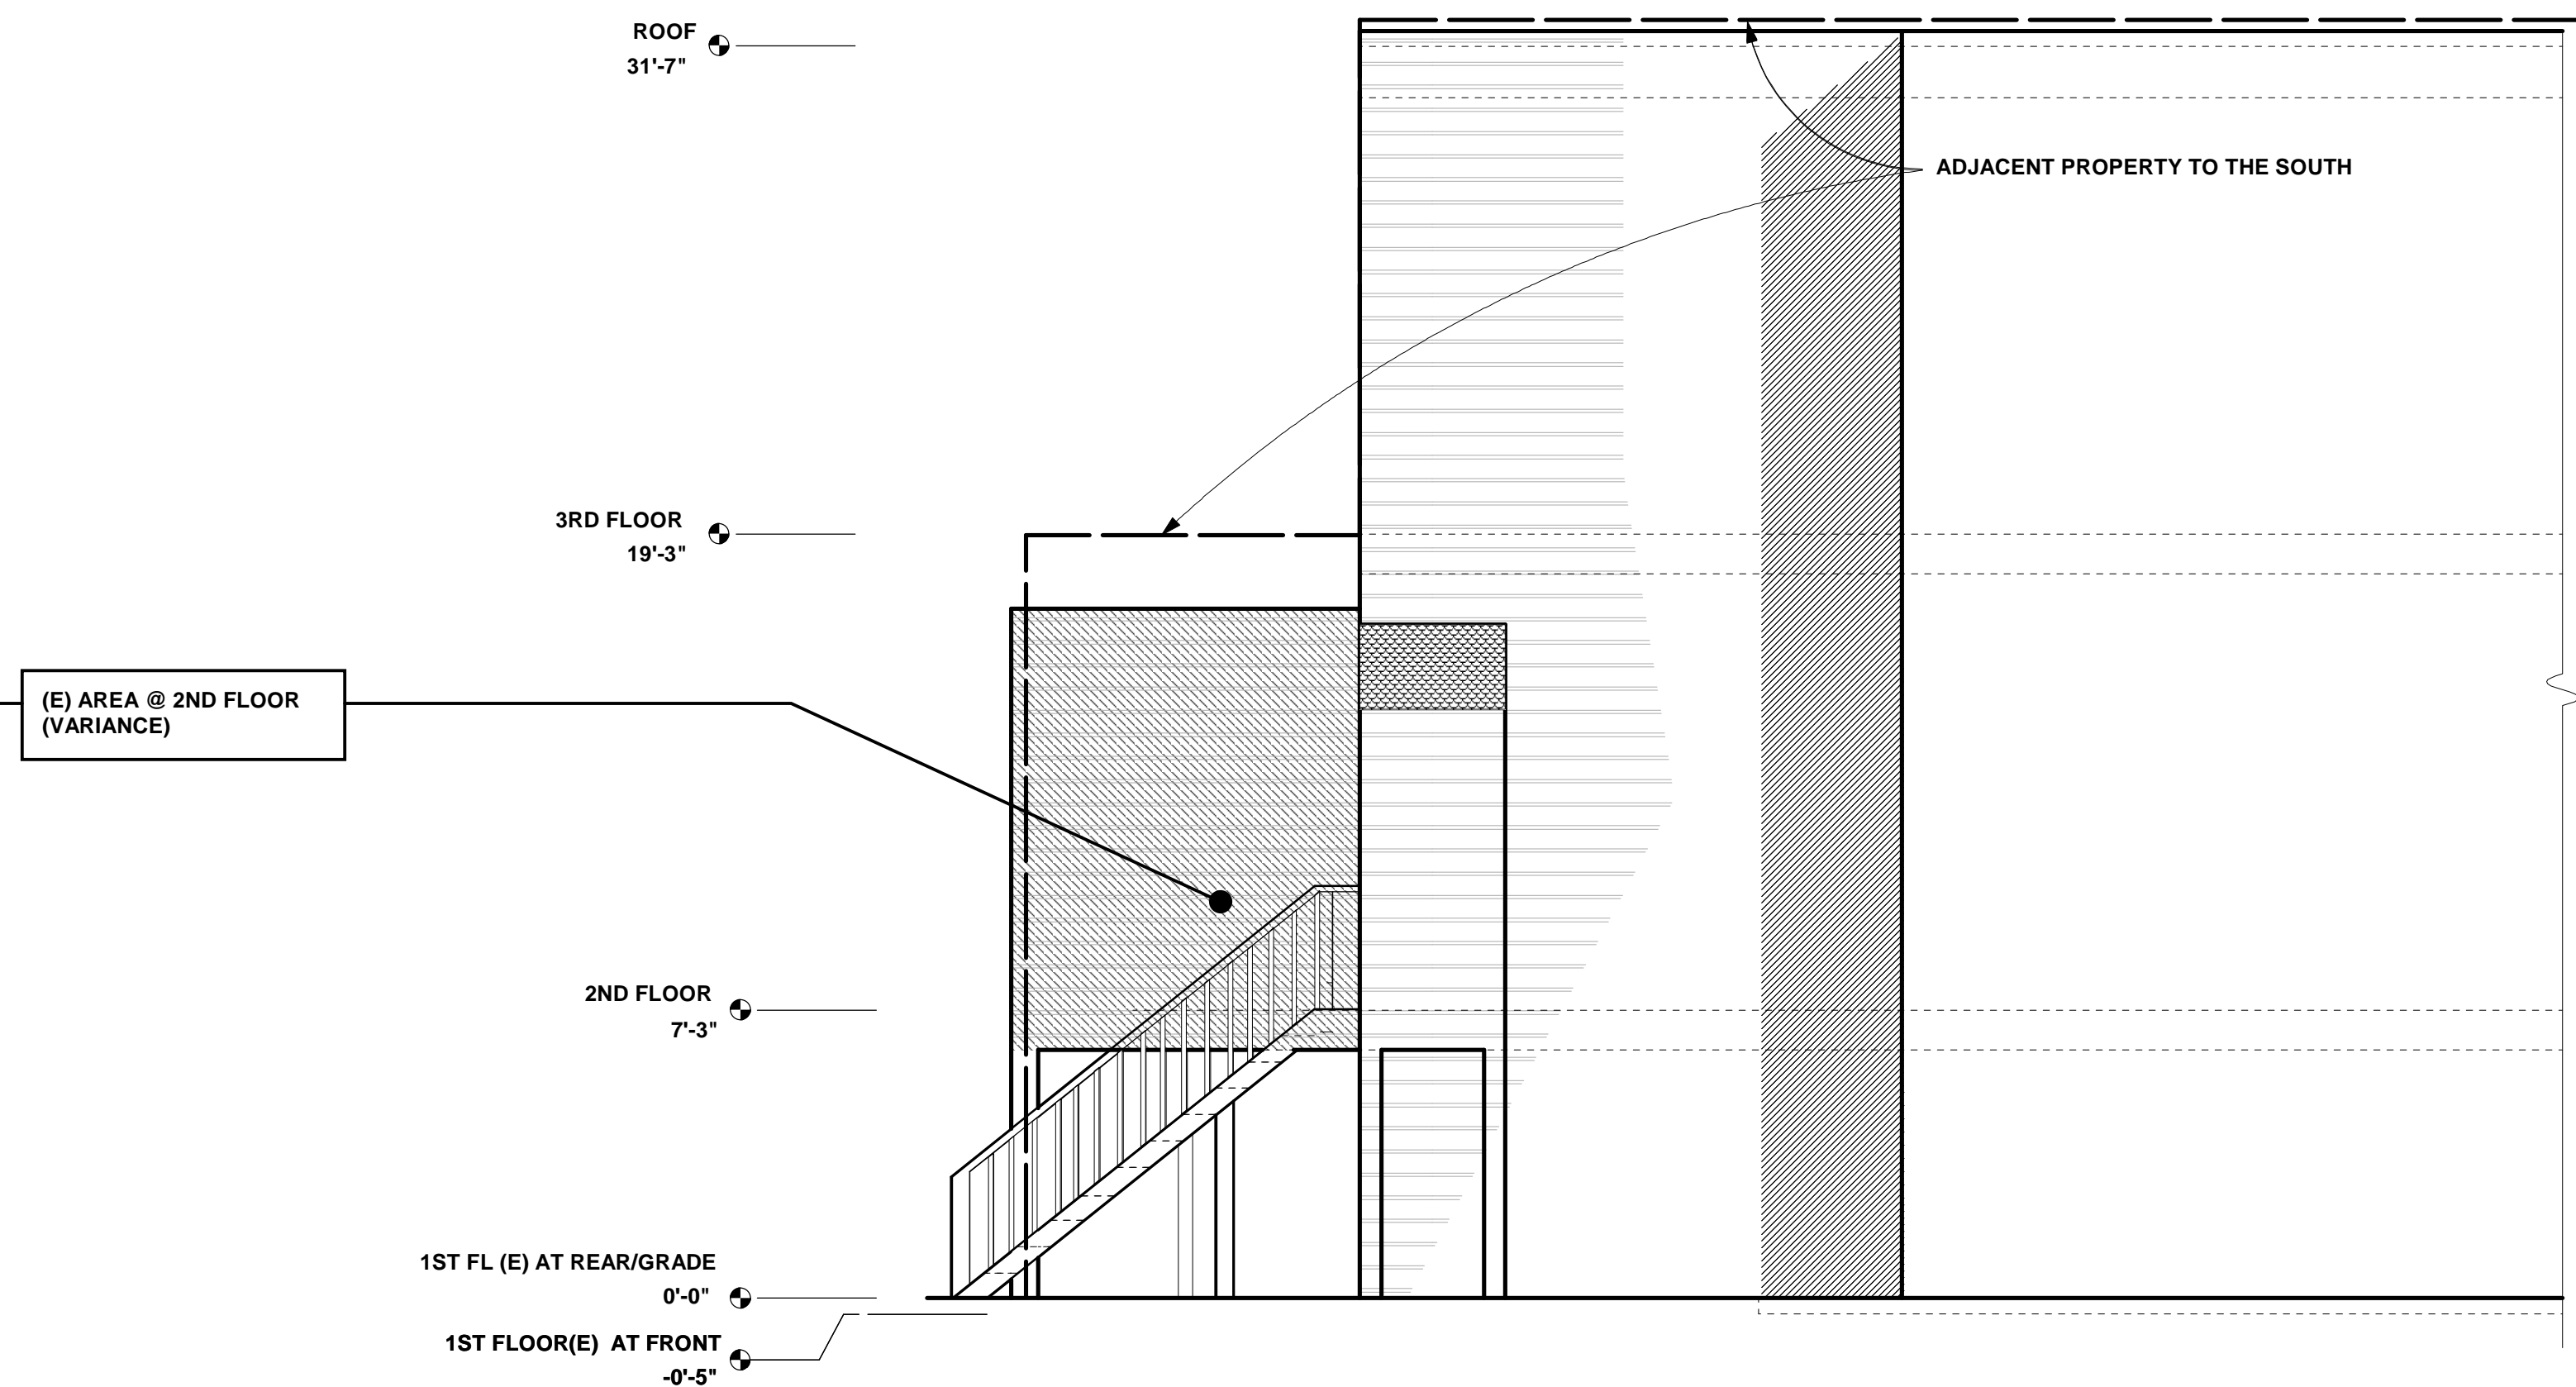 ROOF
31'-7"
ADJACENT PROPERTY TO THE SOUTH
3RD FLOOR
19'-3"
(E) AREA @ 2ND FLOOR
(VARIANCE)
2ND FLOOR
7'-3"
1ST FL (E) AT REAR/GRADE
0'-0"
1ST FLOOR(E) AT FRONT
-0'-5"